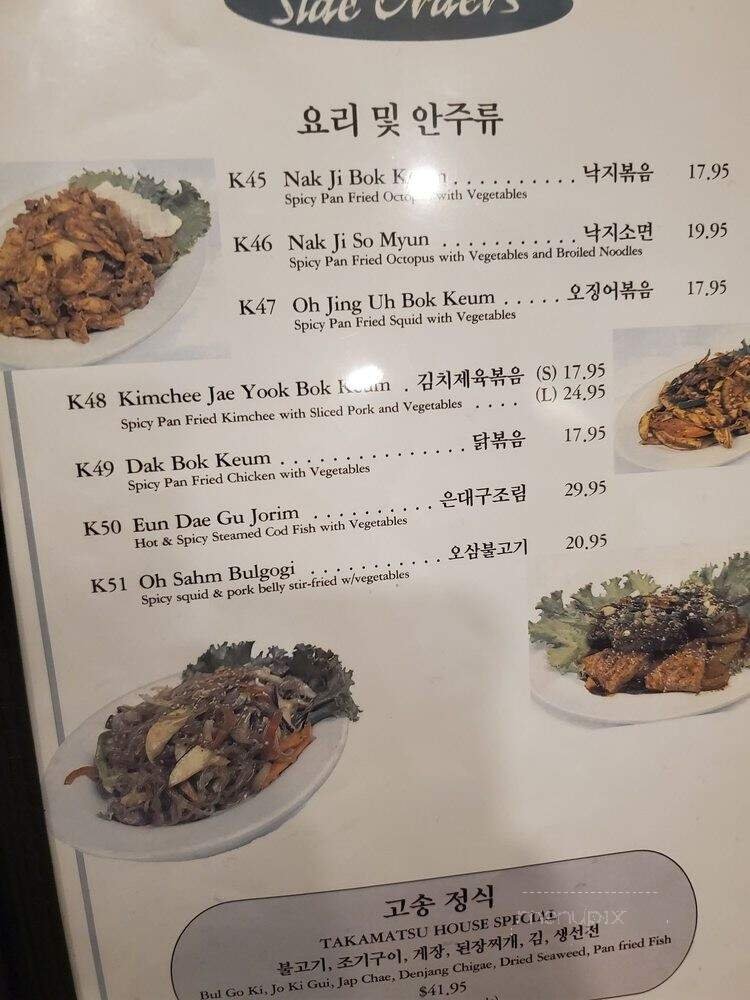 Side Orders
요리 및 안주류
K45 Nak Ji Bok . . . . . . . . . . . 낙지볶음 17.95
Spicy Pan Fried with Vegetables
K46 Nak Ji So Myun . . . . . . . . . . . 낙지소면 19.95
Spicy Pan Fried Octopus with Vegetables and Broiled Noodles
K47 Oh Jing Uh Bok Keum . . . . . 오징어볶음 17.95
Spicy Pan Fried Squid with Vegetables
K48 Kimchee Jae Yook Bok . 김치제육볶음 (S) 17.95
Spicy Pan Fried Kimchee with Sliced Pork and Vegetables . . . . (L) 24.95
K49 Dak Bok Keum . . . . . . . . . . . . . . . 닭볶음 17.95
Spicy Pan Fried Chicken with Vegetables
K50 Eun Dae Gu Jorim . . . . . . . . . . 은대구조림 29.95
Hot & Spicy Steamed Cod Fish with Vegetables
K51 Oh Sahm Bulgogi . . . . . . . . . . . 오삼불고기 20.95
Spicy squid & pork belly stir-fried w/vegetables
고송 정식
TAKAMATSU HOUSE SPECIAL
menupix
불고기, 조기구이, 게장, 된장찌개, 김, 생선전
Bul Go Ki, Jo Ki Gui, Jap Chae, Denjang Chigae, Dried Seaweed, Pan fried Fish
$41.95